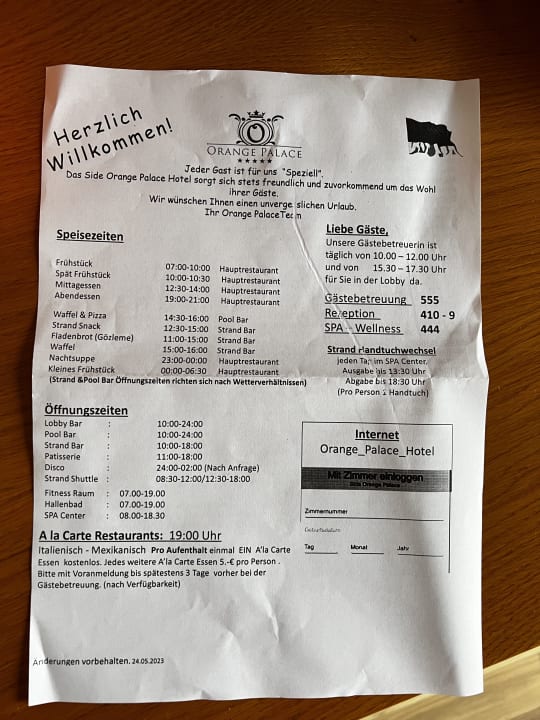 Herzlich
Willkommen!
O
ORANGE PALACE
Jeder Gast ist für uns "Speziell".
Das Side Orange Palace Hotel sorgt sich stets freundlich und zuvorkommend um das Wohl
ihrer Gäste.
Wir wünschen Ihnen einen unvergesslichen Urlaub.
Ihr Orange PalaceTeam
Speisezeiten
Frühstück 07:00-10:00 Hauptrestaurant
Spät Frühstück 10:00-10:30 Hauptrestaurant
Mittagessen 12:30-14:00 Hauptrestaurant
Abendessen 19:00-21:00 Hauptrestaurant
Waffel & Pizza 14:30-16:00 Pool Bar
Strand Snack 12:30-15:00 Strand Bar
Fladenbrot (Gözleme) 11:00-15:00 Strand Bar
Waffel 15:00-16:00 Strand Bar
Nachtsuppe 23:00-00:00 Hauptrestaurant
Kleines Frühstück 00:00-06:30 Hauptrestaurant
(Strand &Pool Bar Öffnungszeiten richten sich nach Wetterverhältnissen)
Liebe Gäste,
Unsere Gästebetreuerin ist
täglich von 10.00 – 12.00 Uhr
und von 15.30 – 17.30 Uhr
für Sie in der Lobby da.
Gästebetreuung 555
Reception 410 - 9
SPA – Wellness 444
Strand Handtuchwechsel
jeden Tag im SPA Center,
Ausgabe bis 13:30 Uhr
Abgabe bis 18:30 Uhr
(Pro Person 1 Handtuch)
Öffnungszeiten
Lobby Bar : 10:00-24:00
Pool Bar : 10:00-24:00
Strand Bar : 10:00-18:00
Patisserie : 11:00-18:00
Disco : 24:00-02:00 (Nach Anfrage)
Strand Shuttle : 08:30-12:00/12:30-18:00
Fitness Raum : 07.00-19.00
Hallenbad : 07.00-19.00
SPA Center : 08.00-18.30
A la Carte Restaurants: 19:00 Uhr
Italienisch - Mexikanisch Pro Aufenthalt einmal EIN A'la Carte
Essen kostenlos. Jedes weitere A'la Carte Essen 5.-€ pro Person .
Bitte mit Voranmeldung bis spätestens 3 Tage vorher bei der
Gästebetreuung. (nach Verfügbarkeit)
Internet
Orange_Palace_Hotel
Mit Zimmer einloggen
Side Orange Palace
Zimmernummer
Geburtsdatum
Tag Monat Jahr
Änderungen vorbehalten. 24.05.2023